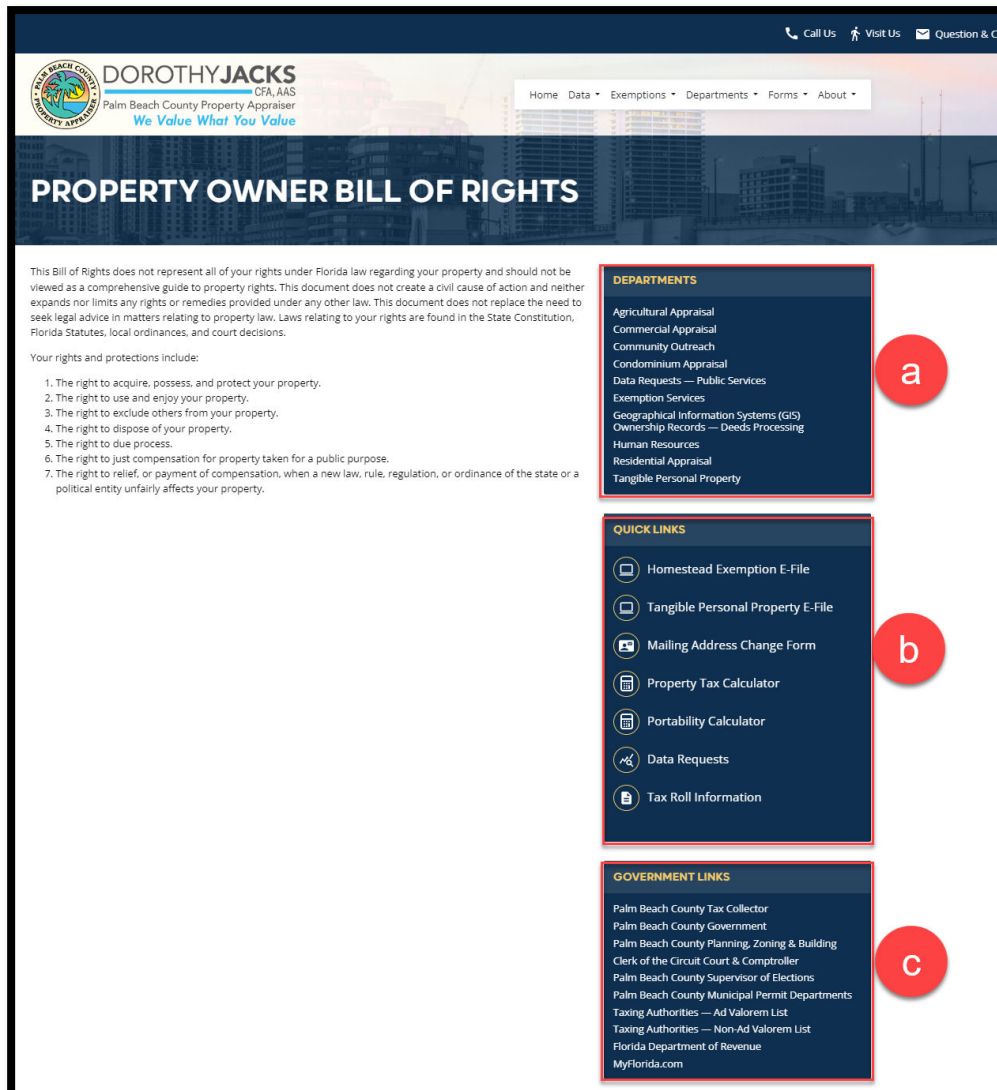 Call Us Visit Us Question & C
PALM BEACH COUNTY
PROPERTY APPRAISER
DOROTHYJACKS
CFA, AAS
Palm Beach County Property Appraiser
We Value What You Value
Home Data Exemptions Departments Forms About
PROPERTY OWNER BILL OF RIGHTS
This Bill of Rights does not represent all of your rights under Florida law regarding your property and should not be
viewed as a comprehensive guide to property rights. This document does not create a civil cause of action and neither
expands nor limits any rights or remedies provided under any other law. This document does not replace the need to
seek legal advice in matters relating to property law. Laws relating to your rights are found in the State Constitution,
Florida Statutes, local ordinances, and court decisions.
Your rights and protections include:
1. The right to acquire, possess, and protect your property.
2. The right to use and enjoy your property.
3. The right to exclude others from your property.
4. The right to dispose of your property.
5. The right to due process.
6. The right to just compensation for property taken for a public purpose.
7. The right to relief, or payment of compensation, when a new law, rule, regulation, or ordinance of the state or a
political entity unfairly affects your property.
DEPARTMENTS
Agricultural Appraisal
Commercial Appraisal
Community Outreach
Condominium Appraisal
Data Requests — Public Services
Exemption Services
Geographical Information Systems (GIS)
Ownership Records — Deeds Processing
Human Resources
Residential Appraisal
Tangible Personal Property
a
QUICK LINKS
Homestead Exemption E-File
Tangible Personal Property E-File
Mailing Address Change Form
Property Tax Calculator
Portability Calculator
Data Requests
Tax Roll Information
b
GOVERNMENT LINKS
Palm Beach County Tax Collector
Palm Beach County Government
Palm Beach County Planning, Zoning & Building
Clerk of the Circuit Court & Comptroller
Palm Beach County Supervisor of Elections
Palm Beach County Municipal Permit Departments
Taxing Authorities — Ad Valorem List
Taxing Authorities — Non-Ad Valorem List
Florida Department of Revenue
MyFlorida.com
c